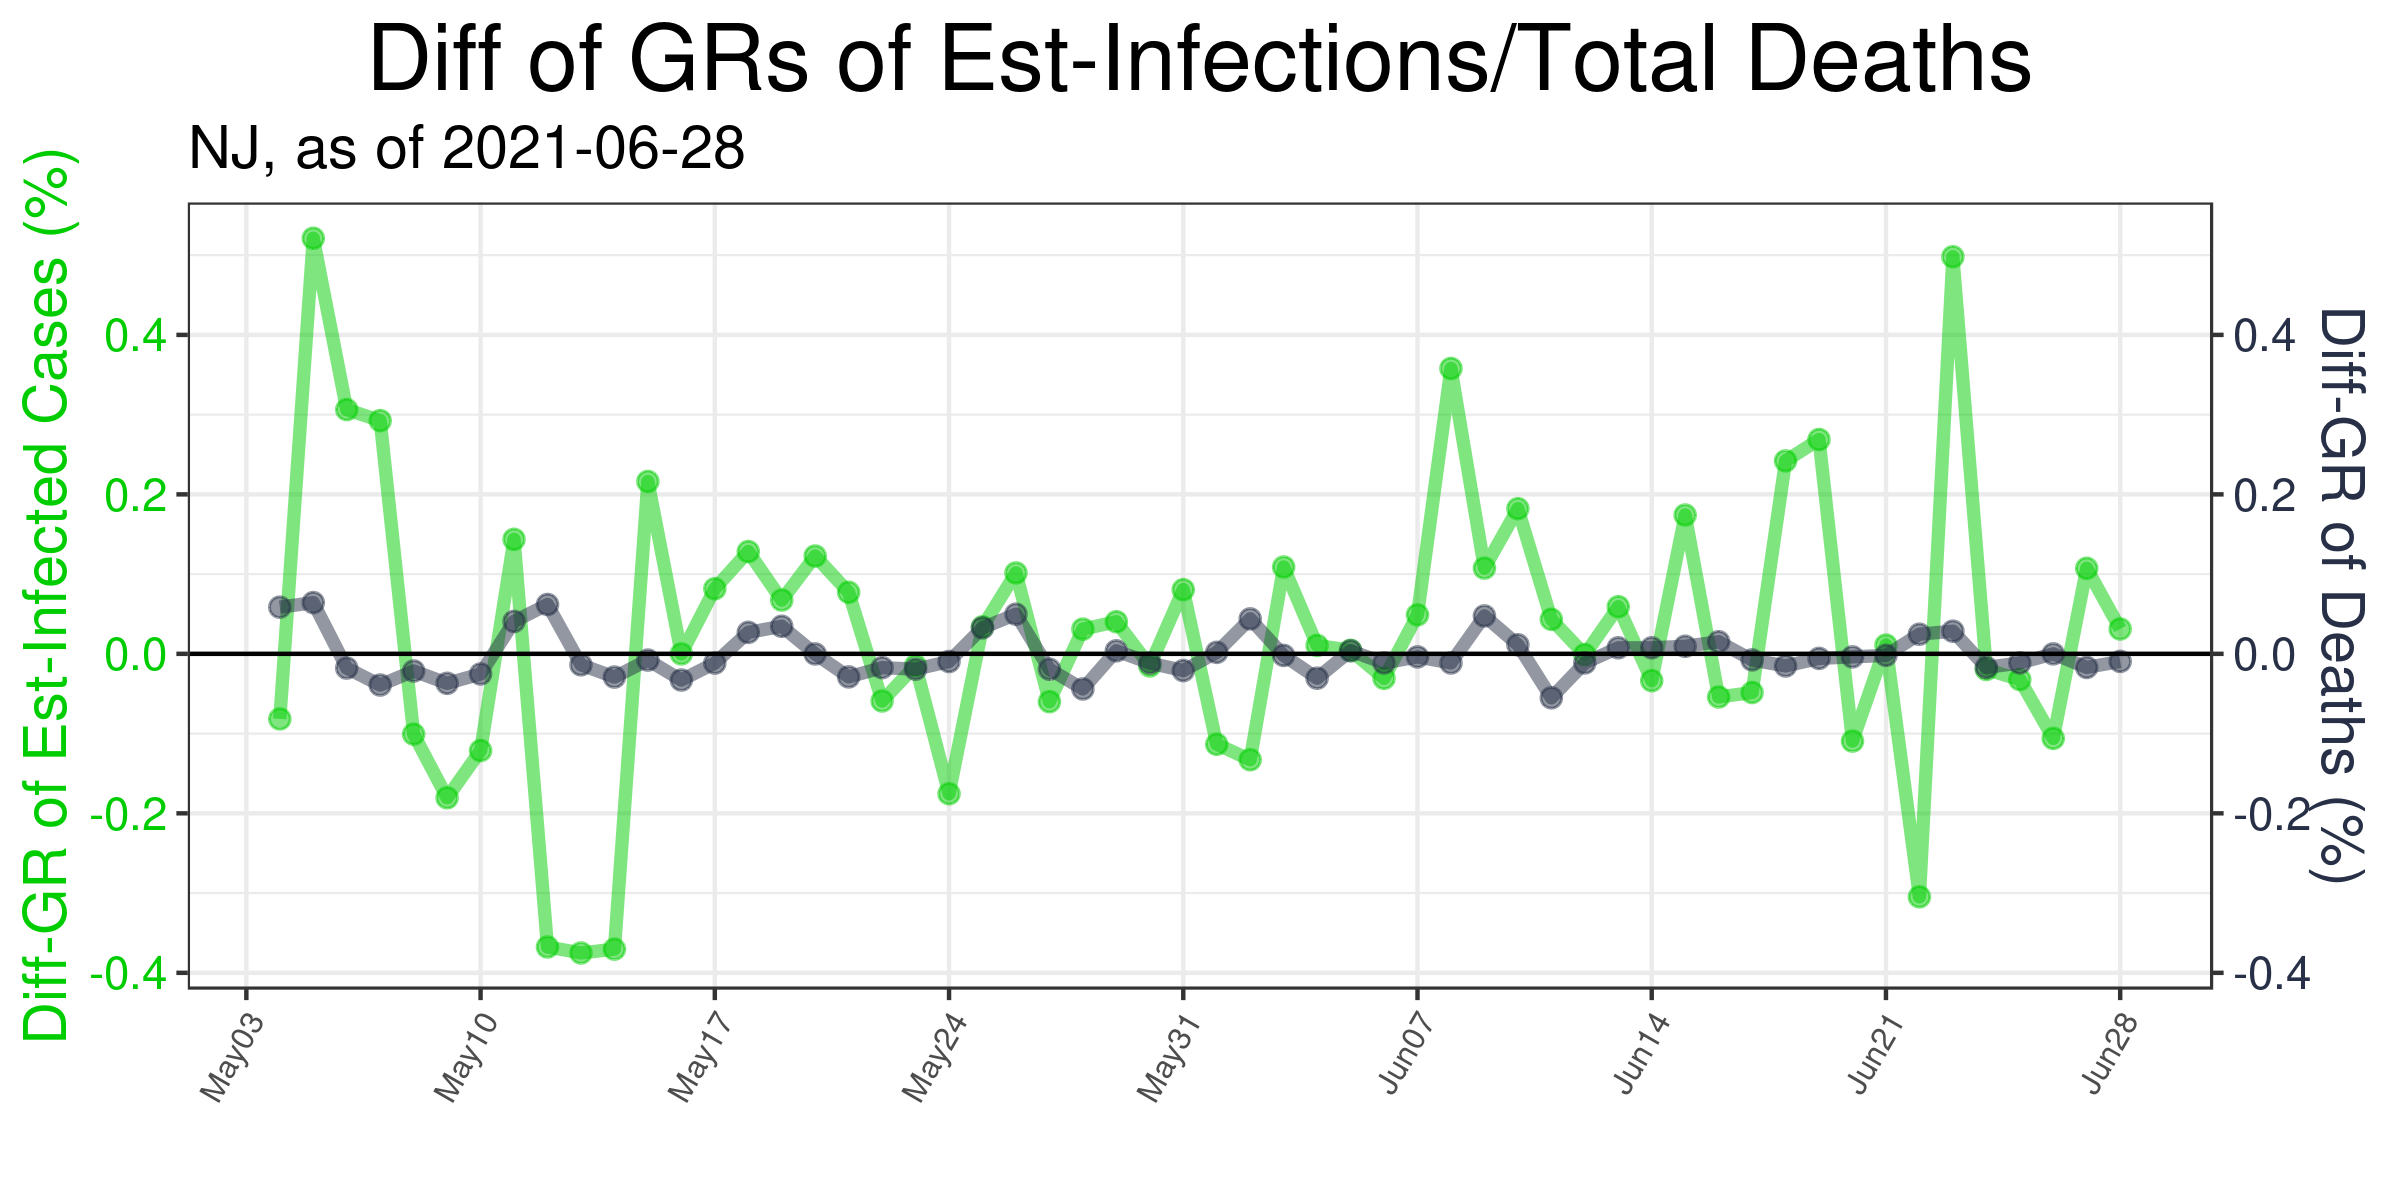 Diff of GRs of Est-Infections/Total Deaths
NJ, as of 2021-06-28
Diff-GR of Est-Infected Cases (%)
0.4
0.2
0.0
-0.2
-0.4
0.4
0.2
0.0
-0.2
-0.4
Diff-GR of Deaths (%)
May03
May10
May17
May24
May31
Jun07
Jun14
Jun21
Jun28